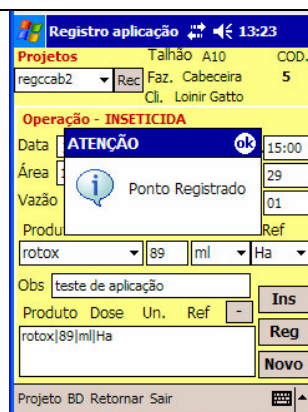 Registro aplicação 13:23
Projetos Talhão A10 COD.
regccab2 Rec Faz. Cabeceira 5
Cli. Loinir Gatto
Operação - INSETICIDA
Data ATENÇÃO ok 15:00
Área 29
Vazão Ponto Registrado 01
Ref
rotox 89 ml Ha
Obs teste de aplicação
Produto Dose Un. Ref - Ins
rotox|89|ml|Ha Reg
Novo
Projeto BD Retornar Sair